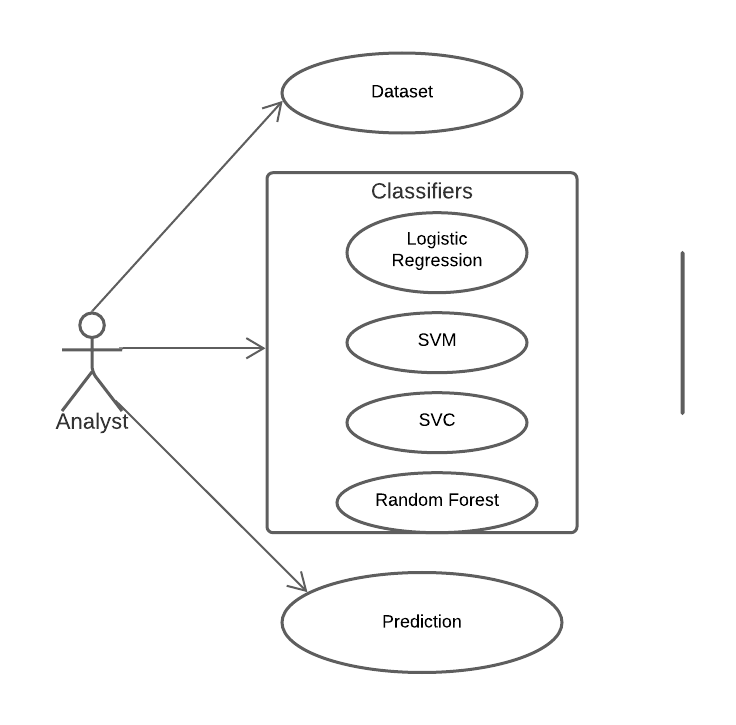 Dataset
Classifiers
Logistic
Regression
SVM
SVC
Random Forest
Analyst
Prediction